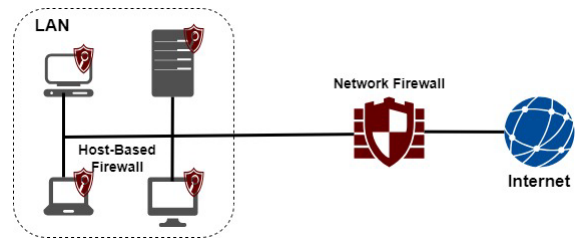 LAN
Network Firewall
Host-Based
Firewall
Internet